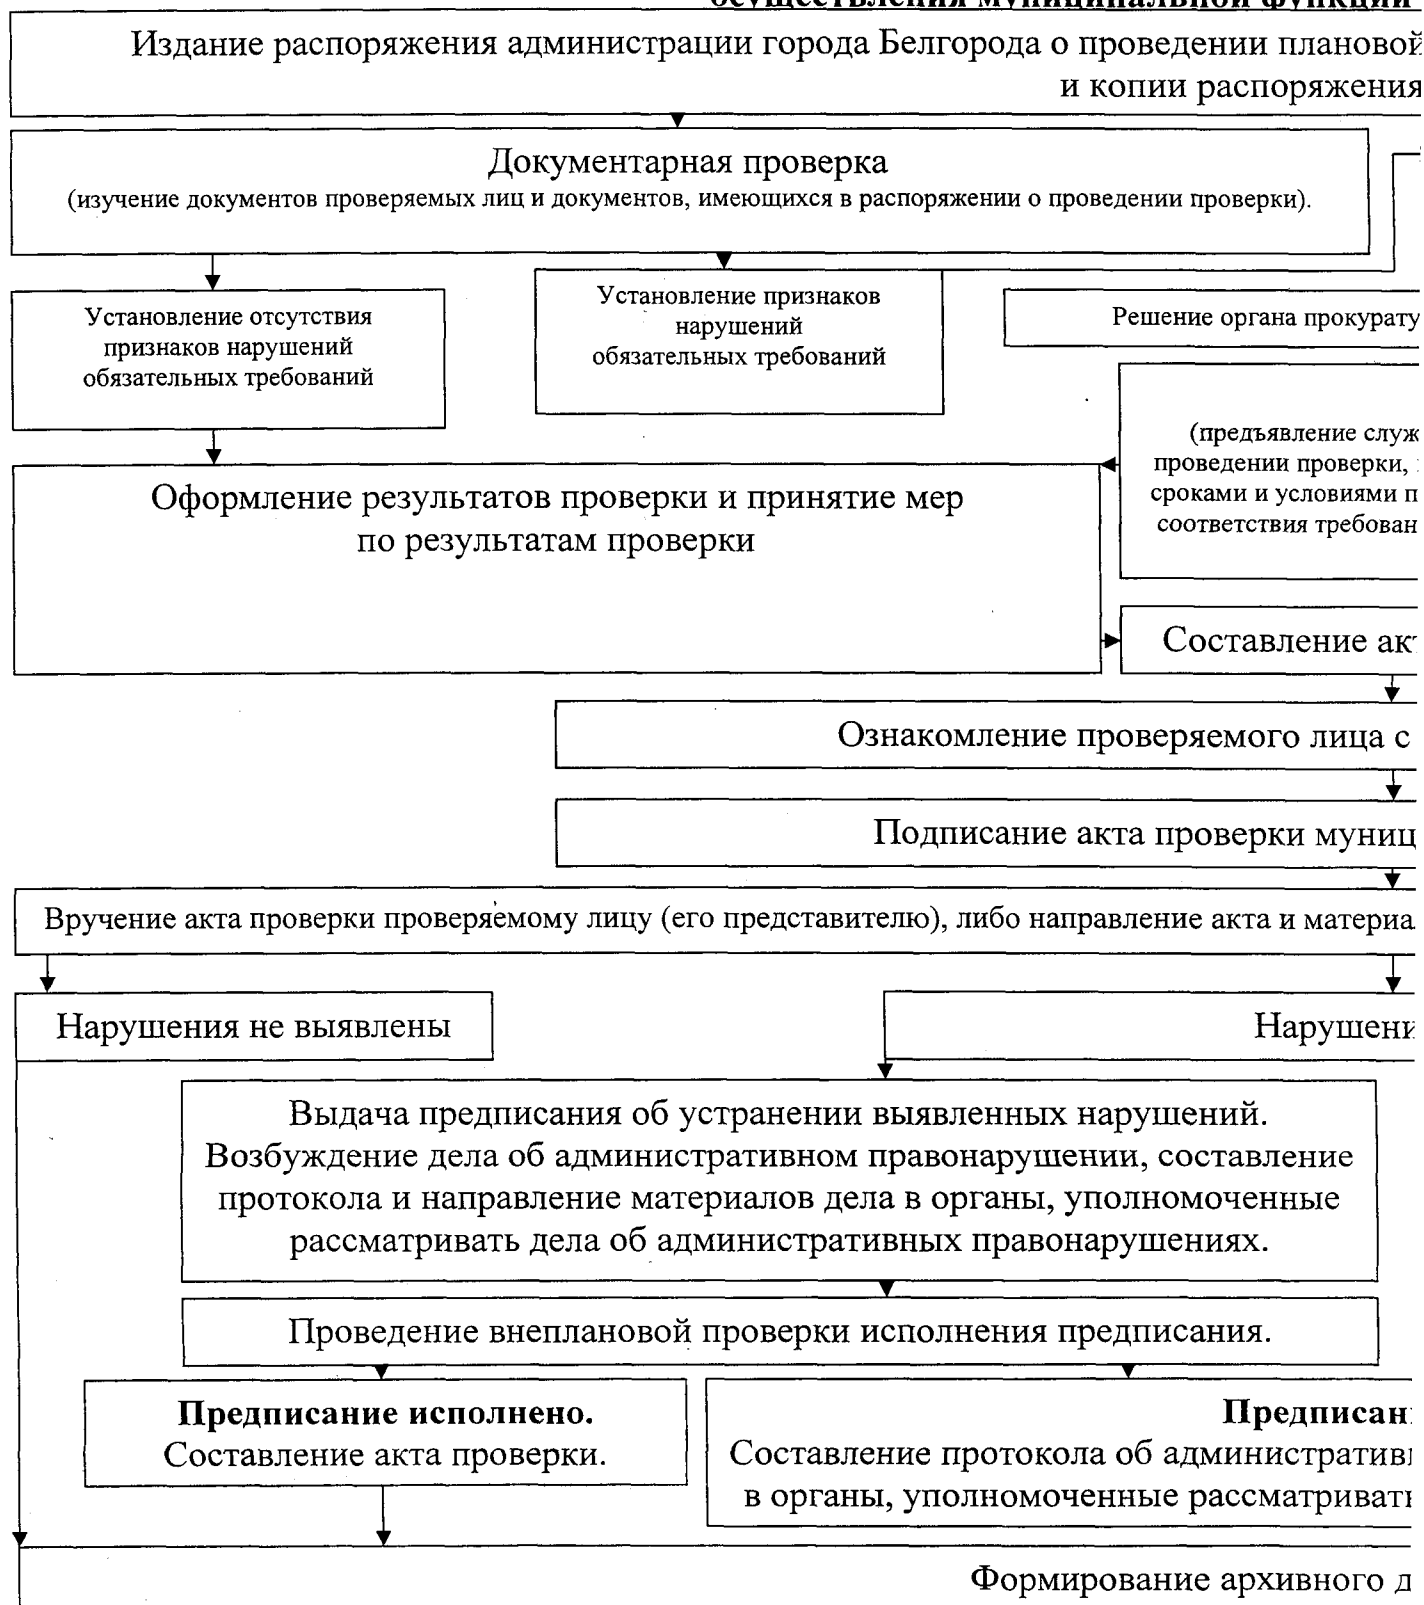 осуществления муниципальной функции
Издание распоряжения администрации города Белгорода о проведении плановой
и копии распоряжения
Документарная проверка
(изучение документов проверяемых лиц и документов, имеющихся в распоряжении о проведении проверки).
Установление отсутствия
признаков нарушений
обязательных требований
Установление признаков
нарушений
обязательных требований
Решение органа прокурату
(предъявление служ
проведении проверки,
сроками и условиями п
соответствия требован
Оформление результатов проверки и принятие мер
по результатам проверки
Составление ак
Ознакомление проверяемого лица с
Подписание акта проверки муниц
Вручение акта проверки проверяемому лицу (его представителю), либо направление акта и материа
Нарушения не выявлены
Нарушени
Выдача предписания об устранении выявленных нарушений.
Возбуждение дела об административном правонарушении, составление
протокола и направление материалов дела в органы, уполномоченные
рассматривать дела об административных правонарушениях.
Проведение внеплановой проверки исполнения предписания.
Предписание исполнено.
Составление акта проверки.
Предписан
Составление протокола об административ
в органы, уполномоченные рассматриват
Формирование архивного д